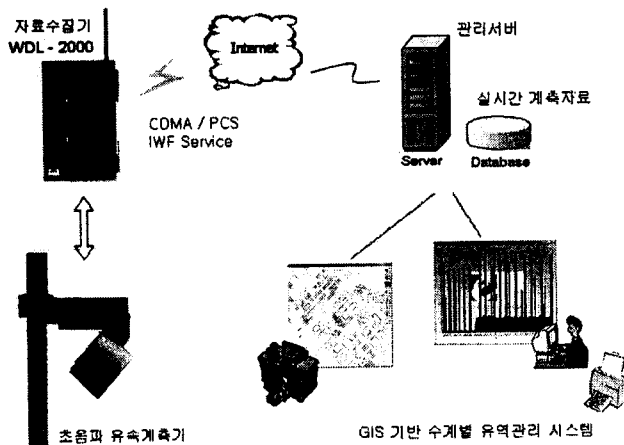 자료수집기
WDL - 2000
Internet
CDMA / PCS
IWF Service
관리서버
실시간 계측자료
Server
Database
초음파 유속계측기
GIS 기반 수계별 유역관리 시스템